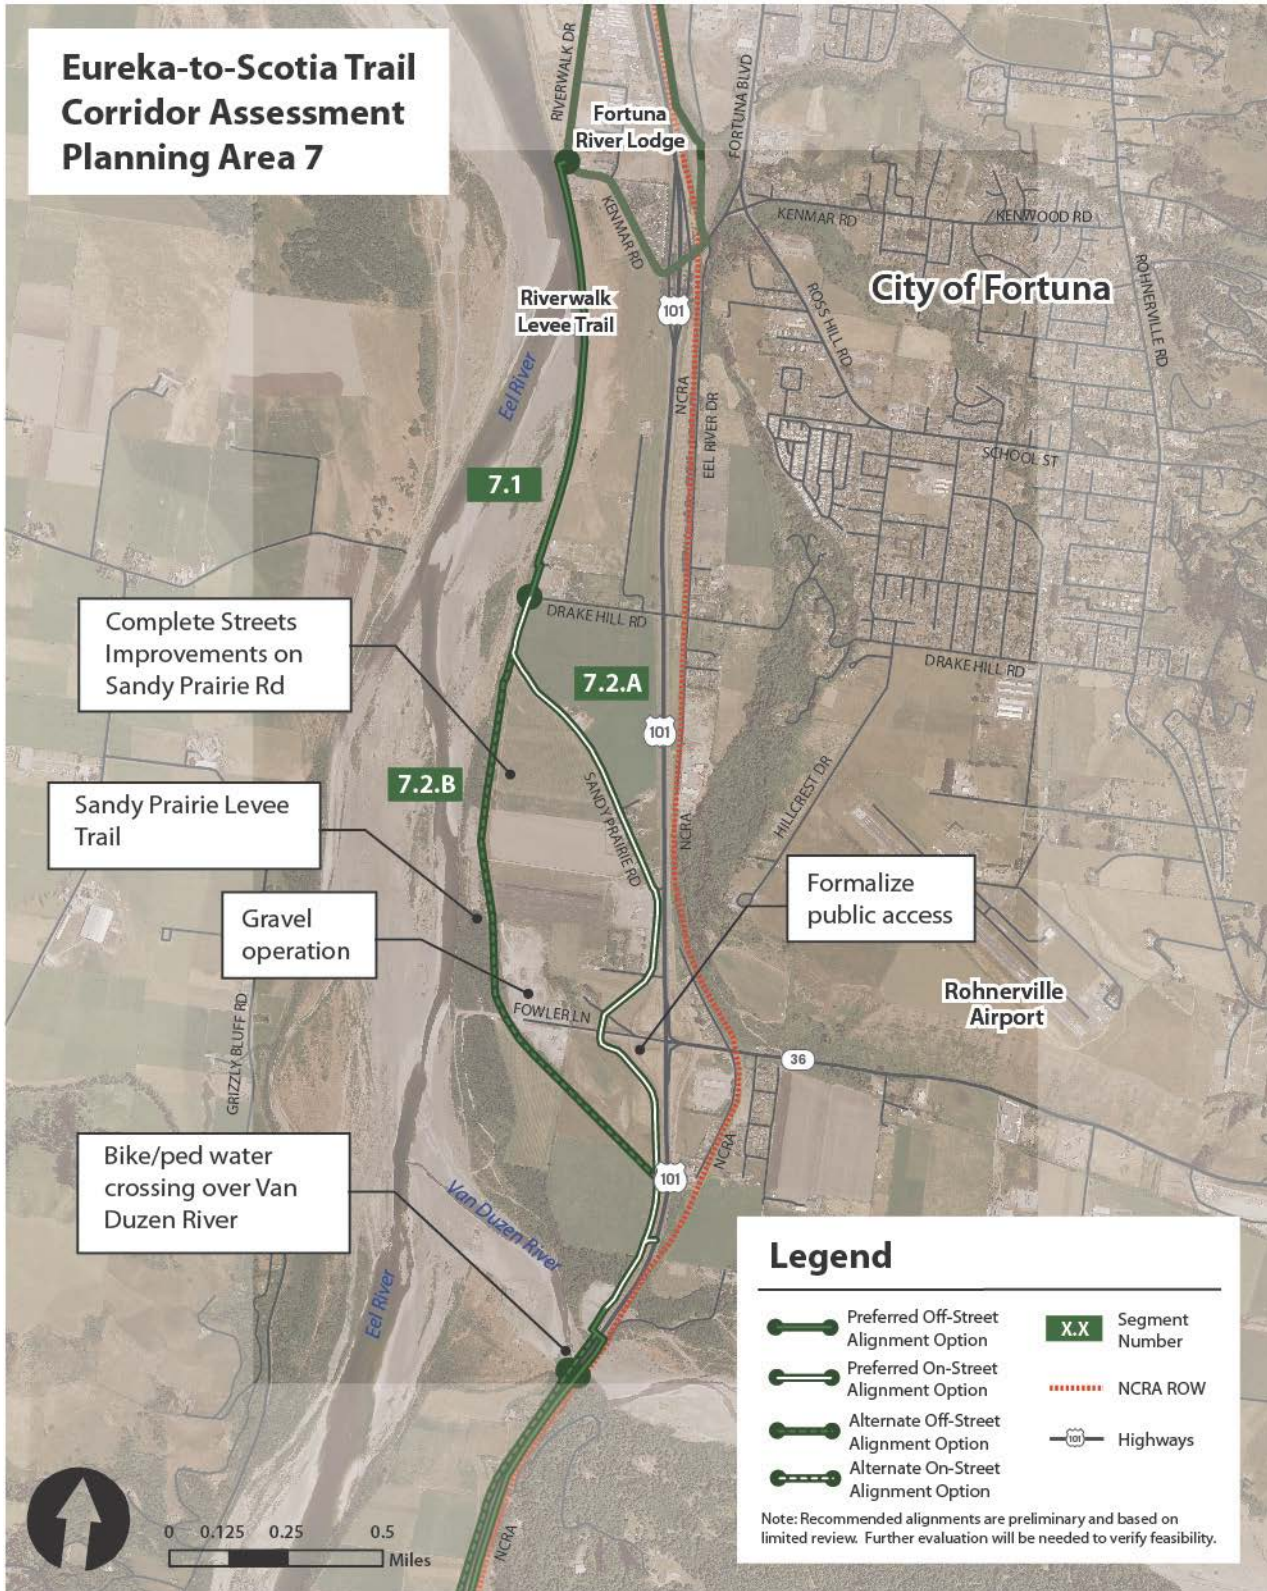 Eureka-to-Scotia Trail
Corridor Assessment
Planning Area 7
RIVERWALK DR
Fortuna
River Lodge
FORTUNA BLVD
KENMAR RD
KENMAR RD
KENWOOD RD
ROHNERVILLE RD
City of Fortuna
Riverwalk
Levee Trail
101
ROSS HILL RD
Eel River
NCRA
EEL RIVER DR
SCHOOL ST
7.1
DRAKE HILL RD
Complete Streets
Improvements on
Sandy Prairie Rd
7.2.A
DRAKE HILL RD
101
7.2.B
SANDY PRAIRIE RD
HILLCREST DR
Sandy Prairie Levee
Trail
NCRA
Formalize
public access
Gravel
operation
Rohnerville
Airport
FOWLER LN
GRIZZLY BLUFF RD
36
Bike/ped water
crossing over Van
Duzen River
NCRA
101
Van Duzen River
Eel River
Legend
Preferred Off-Street
Alignment Option
Preferred On-Street
Alignment Option
Alternate Off-Street
Alignment Option
Alternate On-Street
Alignment Option
X.X
Segment
Number
NCRA ROW
101
Highways
Note: Recommended alignments are preliminary and based on
limited review. Further evaluation will be needed to verify feasibility.
0 0.125 0.25 0.5
Miles
NCRA